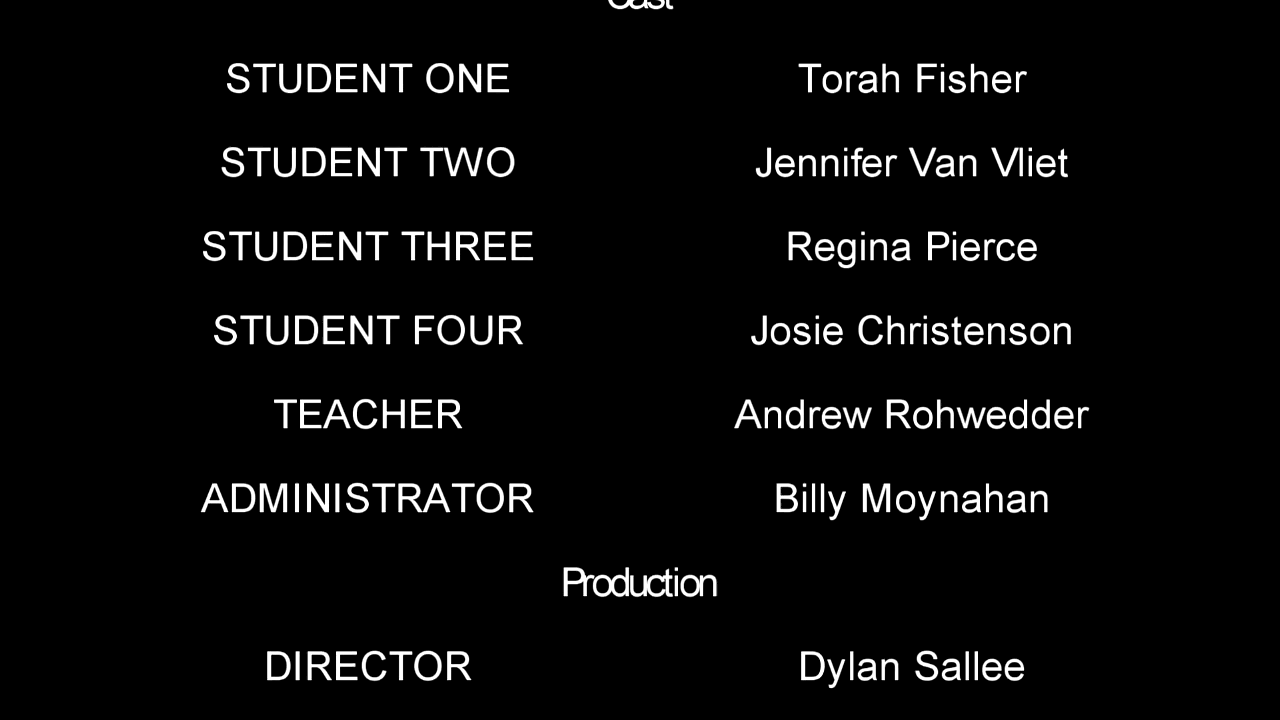 Cast
STUDENT ONE Torah Fisher
STUDENT TWO Jennifer Van Vliet
STUDENT THREE Regina Pierce
STUDENT FOUR Josie Christenson
TEACHER Andrew Rohwedder
ADMINISTRATOR Billy Moynahan
Production
DIRECTOR Dylan Sallee